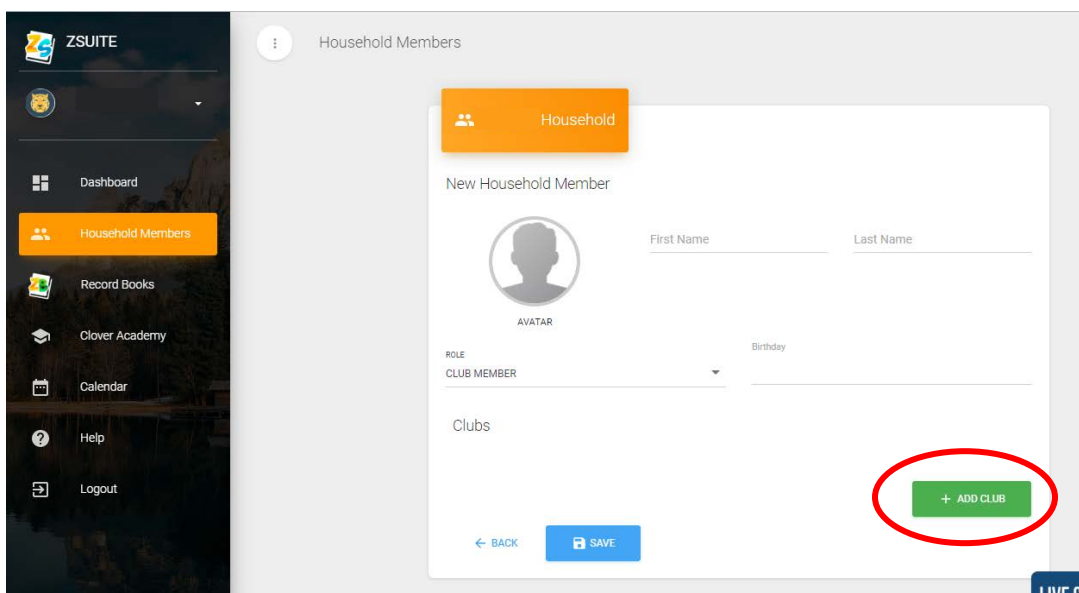 ZSUITE
Household Members
Household
New Household Member
First Name
Last Name
AVATAR
ROLE
CLUB MEMBER
Birthday
Clubs
+ ADD CLUB
← BACK
SAVE
Dashboard
Household Members
Record Books
Clover Academy
Calendar
Help
Logout
LIVE